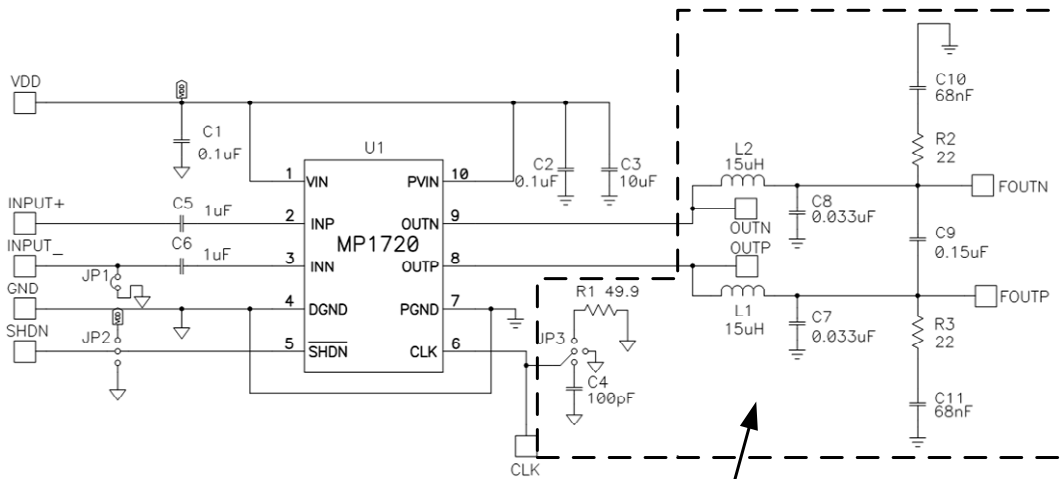 VDD
VDD
C1
0.1uF
U1
C2
0.1uF
C3
10uF
1 VIN
PVIN 10
INPUT+
C5 1uF
2 INP
OUTN 9
INPUT_
C6 1uF
MP1720
3 INN
OUTP 8
JP1
GND
VDD
4 DGND
PGND 7
SHDN
JP2
5 SHDN
CLK 6
CLK
R1 49.9
JP3
C4
100pF
C10
68nF
R2
22
L2
15uH
FOUTN
OUTN
C8
0.033uF
C9
0.15uF
OUTP
FOUTP
L1
15uH
C7
0.033uF
R3
22
C11
68nF